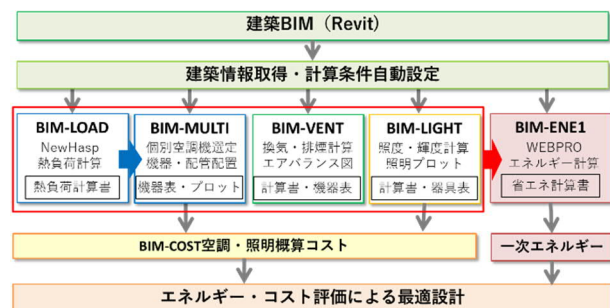 建築BIM（Revit）
建築情報取得・計算条件自動設定
BIM-LOAD
NewHasp
熱負荷計算
熱負荷計算書
BIM-MULTI
個別空調機選定
機器・配管配置
機器表・プロット
BIM-VENT
換気・排煙計算
エアバランス図
計算書・機器表
BIM-LIGHT
照度・輝度計算
照明プロット
計算書・器具表
BIM-ENE1
WEBPRO
エネルギー計算
省エネ計算書
BIM-COST空調・照明概算コスト
一次エネルギー
エネルギー・コスト評価による最適設計